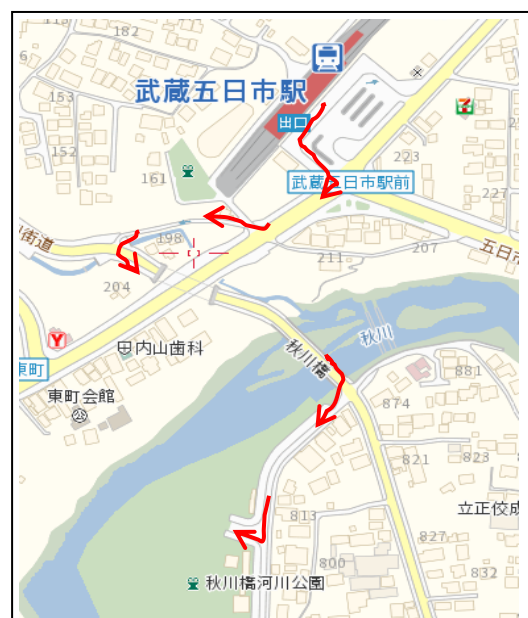 182
153
武蔵五日市駅
出口
7
152
161
223
武蔵五日市駅前
227
街道
198
211
207
五日市
204
Y
内山歯科
東町
秋川
秋川橋
東町会館
881
874
821
823
813
立正佼成
827
800
832
秋川橋河川公園